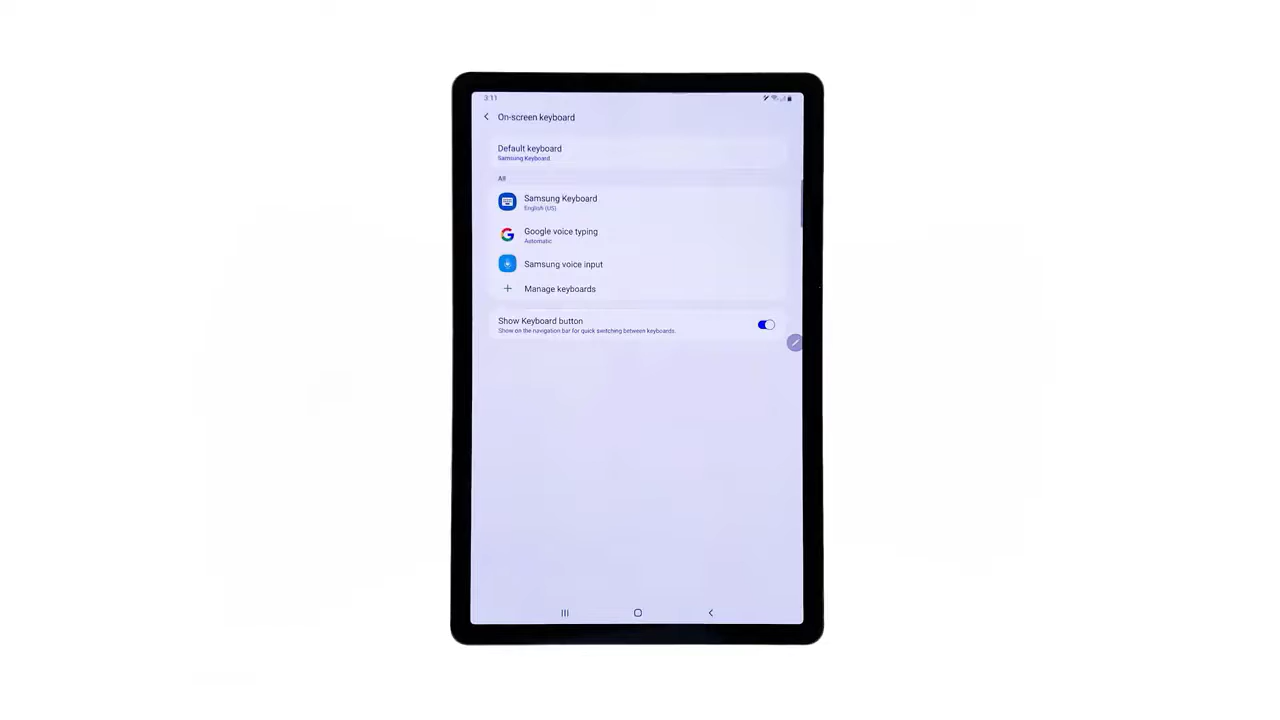 3:11
On-screen keyboard
Default keyboard
Samsung Keyboard
All
Samsung Keyboard
English (US)
Google voice typing
Automatic
Samsung voice input
Manage keyboards
Show Keyboard button
Show on the navigation bar for quick switching between keyboards.